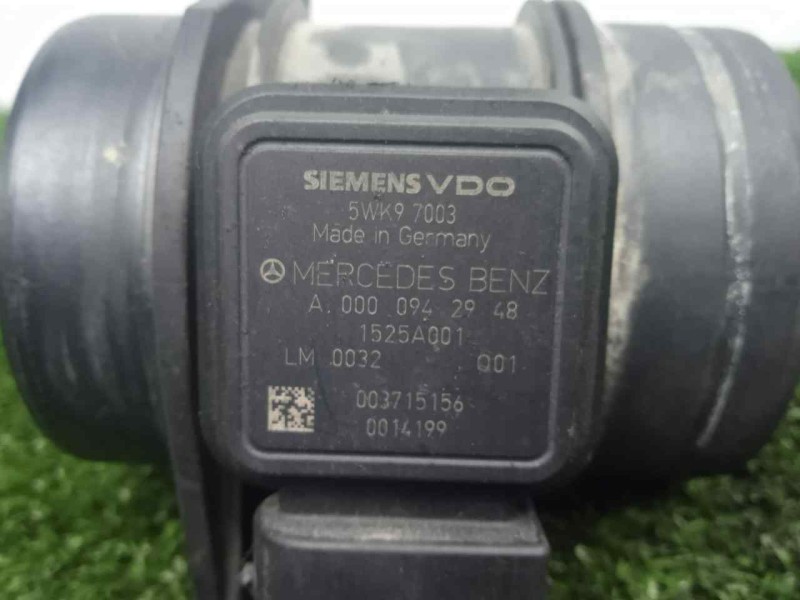 SIEMENS VDO
5WK9 7003
Made in Germany
MERCEDES BENZ
A. 000 094 29 48
1525A001
LM 0032 Q01
003715156
0014199